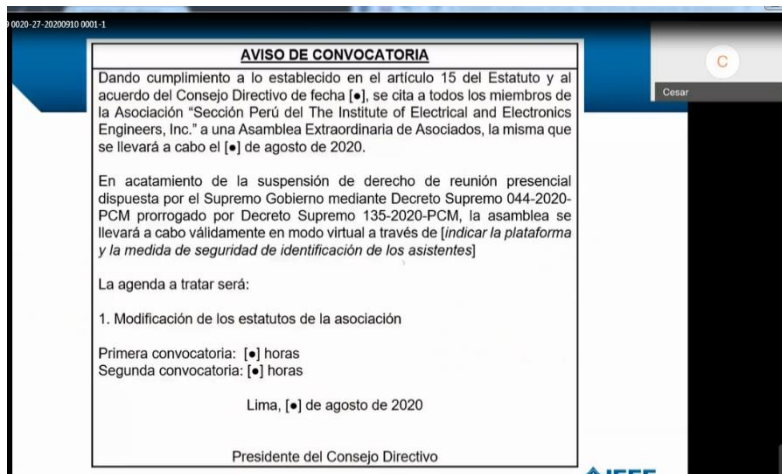 0020-27-20200910 0001-1
AVISO DE CONVOCATORIA
Dando cumplimiento a lo establecido en el artículo 15 del Estatuto y al
acuerdo del Consejo Directivo de fecha [●], se cita a todos los miembros de
la Asociación “Sección Perú del The Institute of Electrical and Electronics
Engineers, Inc.” a una Asamblea Extraordinaria de Asociados, la misma que
se llevará a cabo el [●] de agosto de 2020.
En acatamiento de la suspensión de derecho de reunión presencial
dispuesta por el Supremo Gobierno mediante Decreto Supremo 044-2020-
PCM prorrogado por Decreto Supremo 135-2020-PCM, la asamblea se
llevará a cabo válidamente en modo virtual a través de [indicar la plataforma
y la medida de seguridad de identificación de los asistentes]
La agenda a tratar será:
1. Modificación de los estatutos de la asociación
Primera convocatoria: [●] horas
Segunda convocatoria: [●] horas
Lima, [●] de agosto de 2020
Presidente del Consejo Directivo
C
Cesar
IEEE